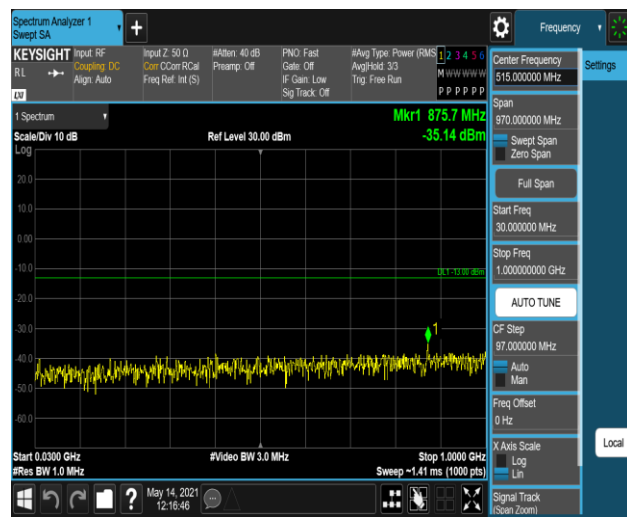 Spectrum Analyzer 1
Swept SA
+
Frequency
KEYSIGHT
RL
LXI
Input: RF
Coupling: DC
Align: Auto
Input Z: 50 Ω
Corr CCorr RCal
Freq Ref: Int (S)
#Atten: 40 dB
Preamp: Off
PNO: Fast
Gate: Off
IF Gain: Low
Sig Track: Off
#Avg Type: Power (RMS
Avg|Hold: 3/3
Trig: Free Run
1 2 3 4 5 6
M W W W W W
P P P P P P
1 Spectrum
Scale/Div 10 dB
Log
Ref Level 30.00 dBm
Mkr1 875.7 MHz
-35.14 dBm
20.0
10.0
0.00
-10.0
DL1 -13.00 dBm
-20.0
-30.0
1
-40.0
-50.0
-60.0
Start 0.0300 GHz
#Res BW 1.0 MHz
#Video BW 3.0 MHz
Stop 1.0000 GHz
Sweep ~1.41 ms (1000 pts)
?
May 14, 2021
12:16:46
Center Frequency
515.000000 MHz
Span
970.000000 MHz
Swept Span
Zero Span
Full Span
Start Freq
30.000000 MHz
Stop Freq
1.000000000 GHz
AUTO TUNE
CF Step
97.000000 MHz
Auto
Man
Freq Offset
0 Hz
X Axis Scale
Log
Lin
Signal Track
(Span Zoom)
Settings
Local